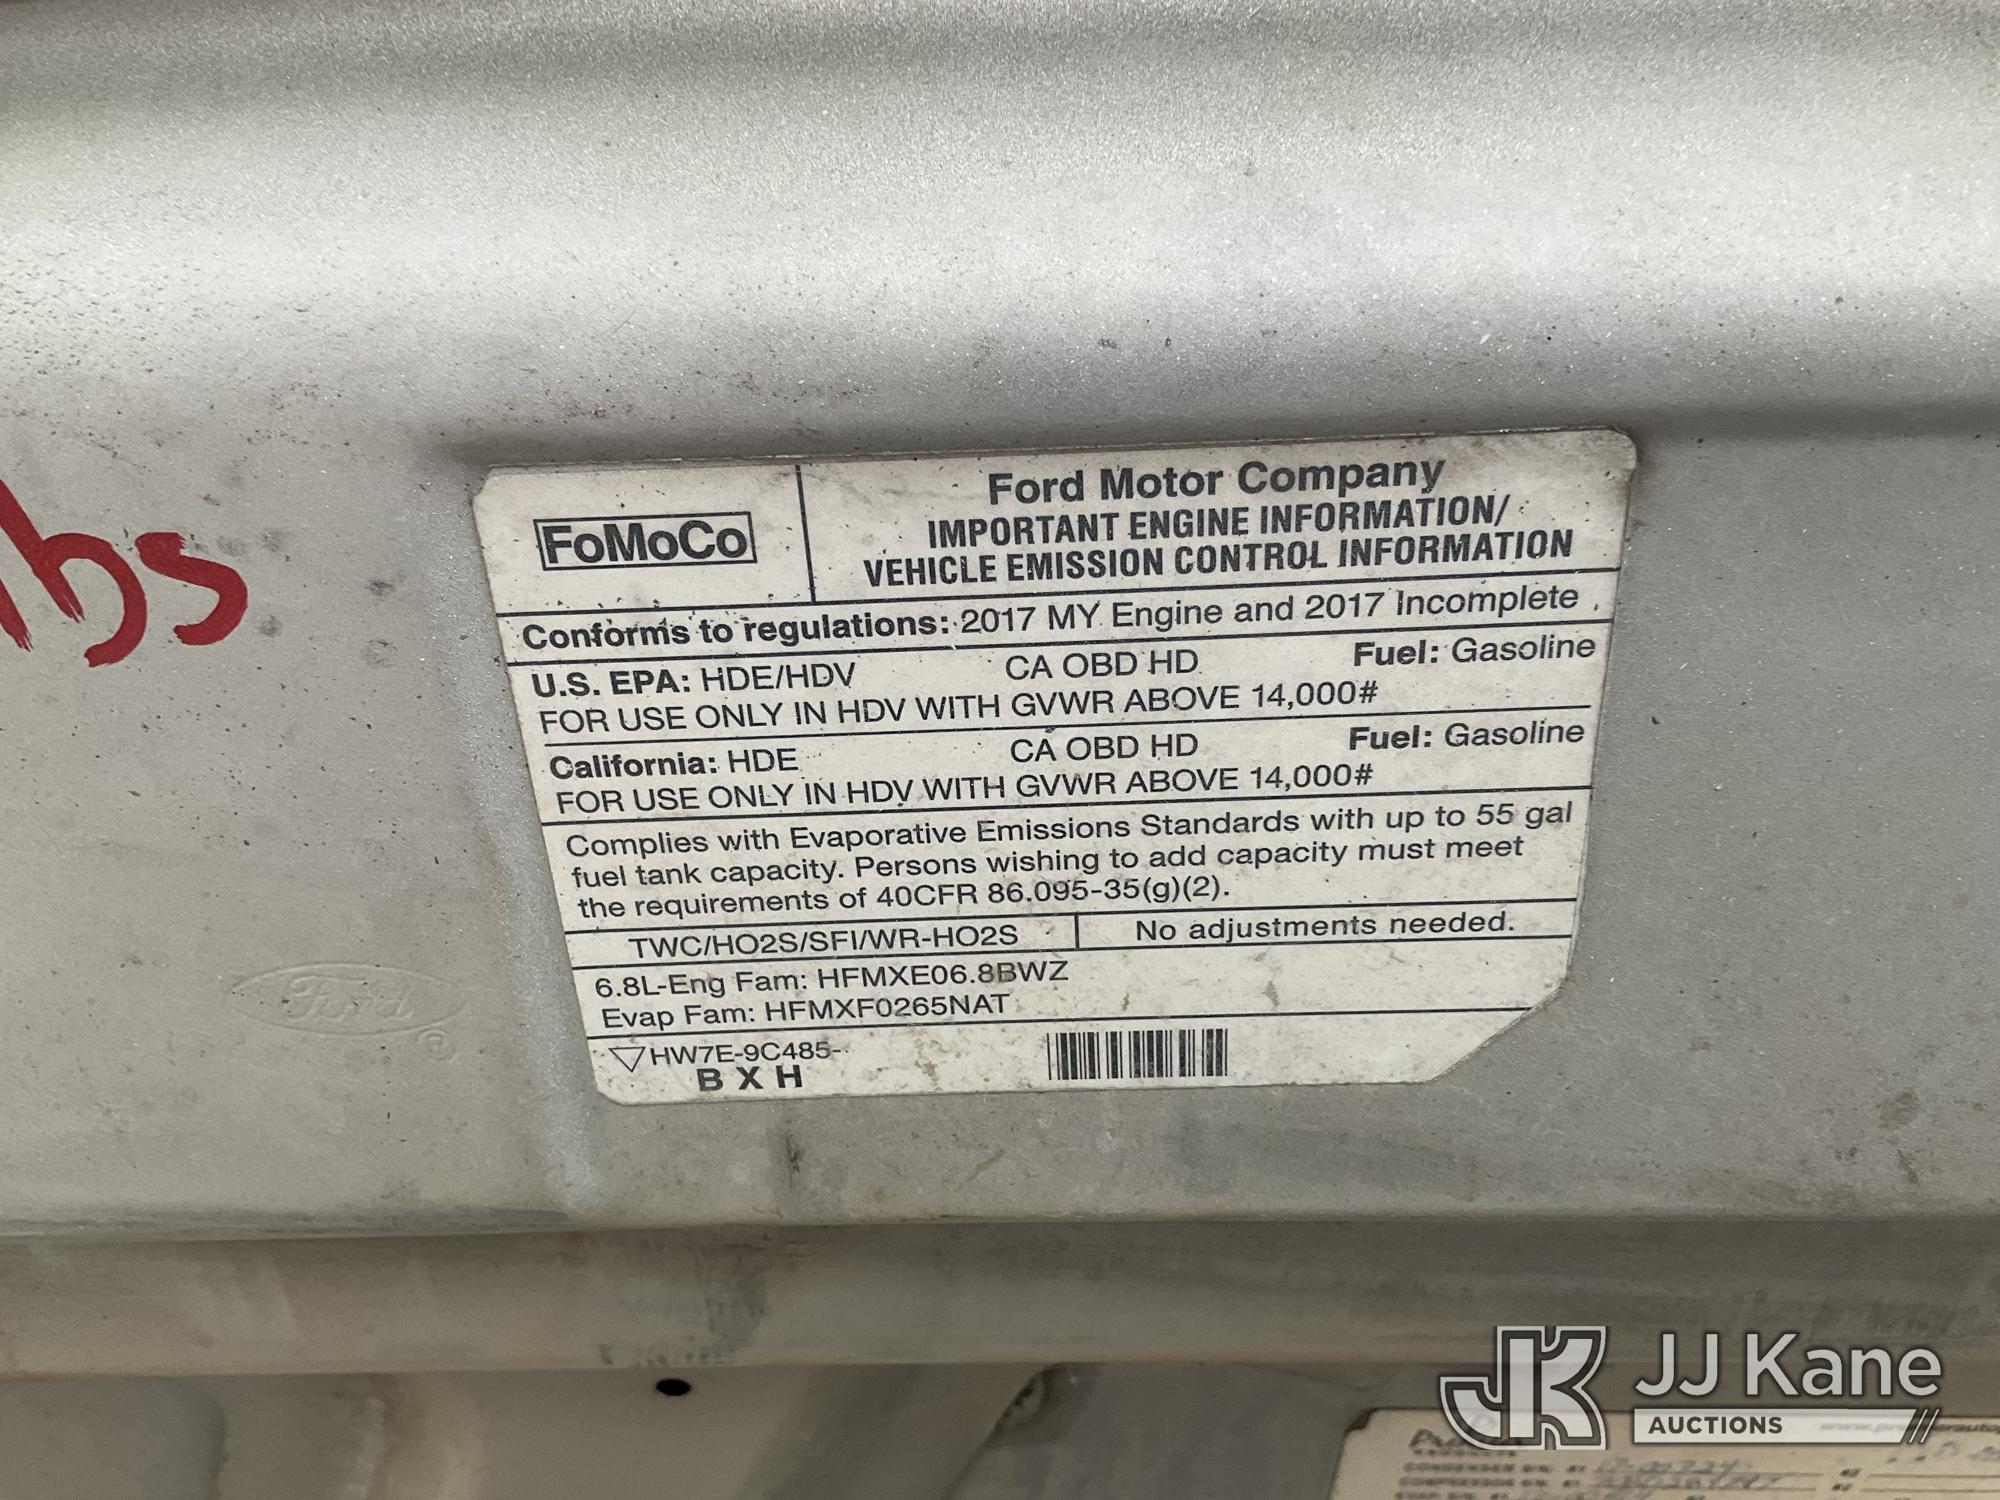 lbs
FoMoCo
Ford Motor Company
IMPORTANT ENGINE INFORMATION/
VEHICLE EMISSION CONTROL INFORMATION
Conforms to regulations: 2017 MY Engine and 2017 Incomplete
U.S. EPA: HDE/HDV CA OBD HD Fuel: Gasoline
FOR USE ONLY IN HDV WITH GVWR ABOVE 14,000#
California: HDE CA OBD HD Fuel: Gasoline
FOR USE ONLY IN HDV WITH GVWR ABOVE 14,000#
Complies with Evaporative Emissions Standards with up to 55 gal
fuel tank capacity. Persons wishing to add capacity must meet
the requirements of 40CFR 86.095-35(g)(2).
TWC/HO2S/SFI/WR-HO2S No adjustments needed.
6.8L-Eng Fam: HFMXE06.8BWZ
Evap Fam: HFMXF0265NAT
HW7E-9C485-
B X H
Ford ®
JK JJ Kane
AUCTIONS